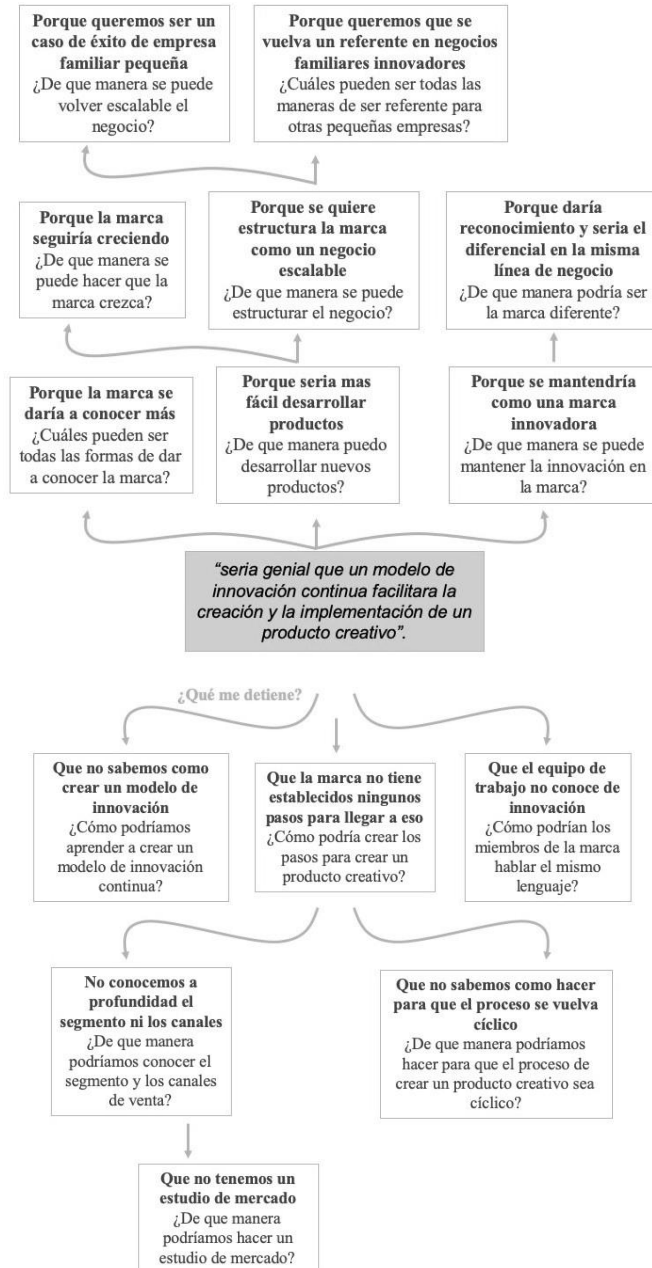 Porque queremos ser un
caso de éxito de empresa
familiar pequeña
¿De que manera se puede
volver escalable el
negocio?
Porque queremos que se
vuelva un referente en negocios
familiares innovadores
¿Cuáles pueden ser todas las
maneras de ser referente para
otras pequeñas empresas?
Porque la marca
seguiría creciendo
¿De que manera se
puede hacer que la
marca crezca?
Porque se quiere
estructura la marca
como un negocio
escalable
¿De que manera se puede
estructurar el negocio?
Porque daría
reconocimiento y seria el
diferencial en la misma
línea de negocio
¿De que manera podría ser
la marca diferente?
Porque la marca se
daría a conocer más
¿Cuáles pueden ser
todas las formas de dar
a conocer la marca?
Porque seria mas
fácil desarrollar
productos
¿De que manera puedo
desarrollar nuevos
productos?
Porque se mantendría
como una marca
innovadora
¿De que manera se puede
mantener la innovación en
la marca?
“seria genial que un modelo de
innovación continua facilitara la
creación y la implementación de un
producto creativo”.
¿Qué me detiene?
Que no sabemos como
crear un modelo de
innovación
¿Cómo podríamos
aprender a crear un
modelo de innovación
continua?
Que la marca no tiene
establecidos ningunos
pasos para llegar a eso
¿Cómo podría crear los
pasos para crear un
producto creativo?
Que el equipo de
trabajo no conoce de
innovación
¿Cómo podrían los
miembros de la marca
hablar el mismo
lenguaje?
No conocemos a
profundidad el
segmento ni los canales
¿De que manera
podríamos conocer el
segmento y los canales
de venta?
Que no sabemos como hacer
para que el proceso se vuelva
cíclico
¿De que manera podríamos
hacer para que el proceso de
crear un producto creativo sea
cíclico?
Que no tenemos un
estudio de mercado
¿De que manera
podríamos hacer un
estudio de mercado?